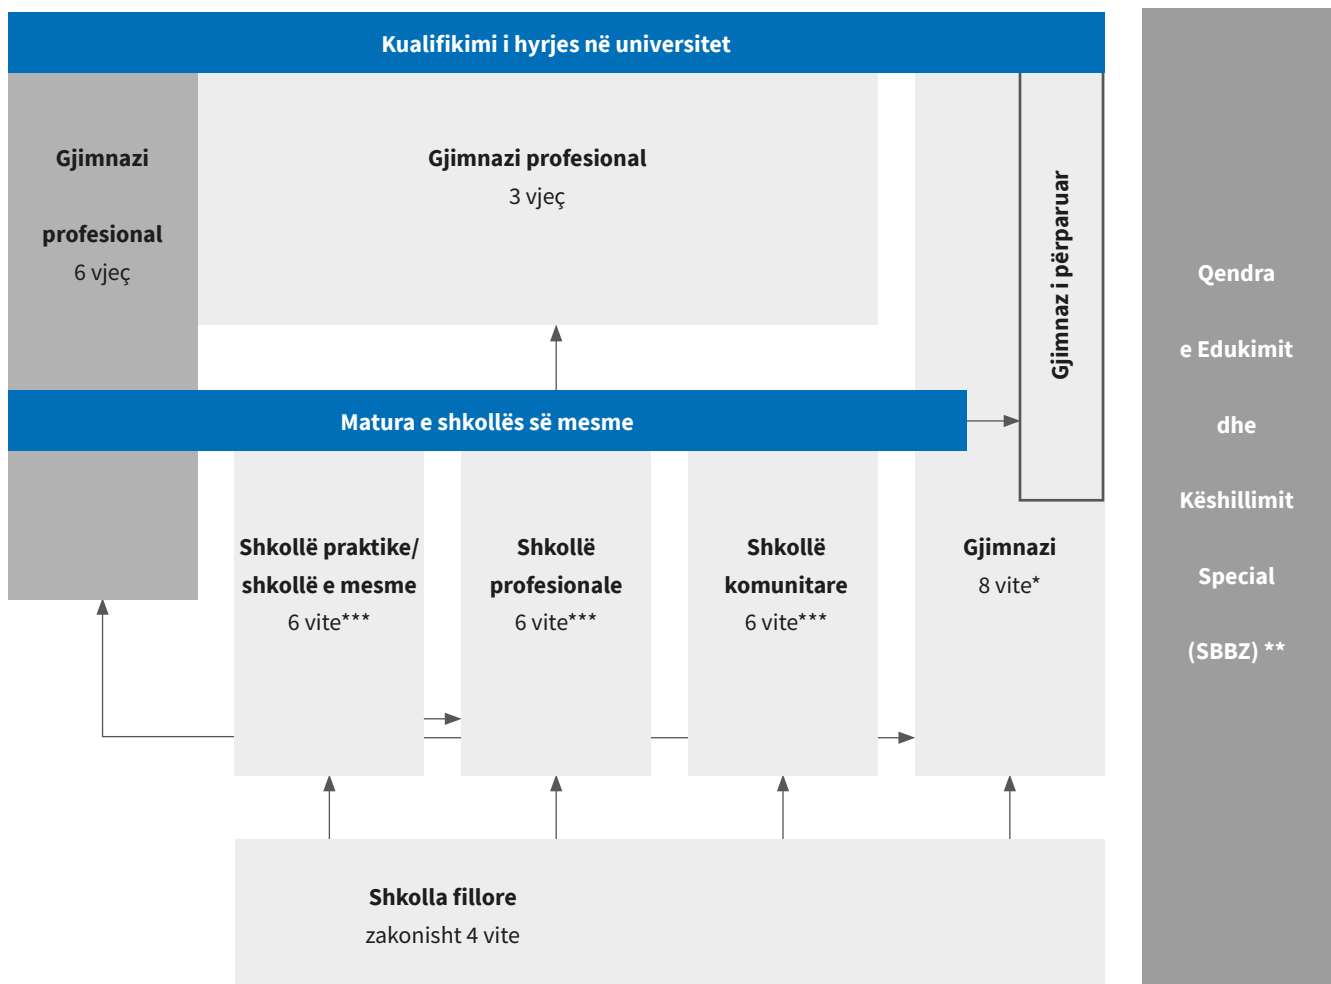 Kualifikimi i hyrjes në universitet
Gjimnazi
profesional
6 vjeç
Gjimnazi profesional
3 vjeç
Gjimnaz i përparuar
Matura e shkollës së mesme
Shkollë praktike/
shkollë e mesme
6 vite***
Shkollë
profesionale
6 vite***
Shkollë
komunitare
6 vite***
Gjimnazi
8 vite*
Shkolla fillore
zakonisht 4 vite
Qendra
e Edukimit
dhe
Këshillimit
Special
(SBBZ) **